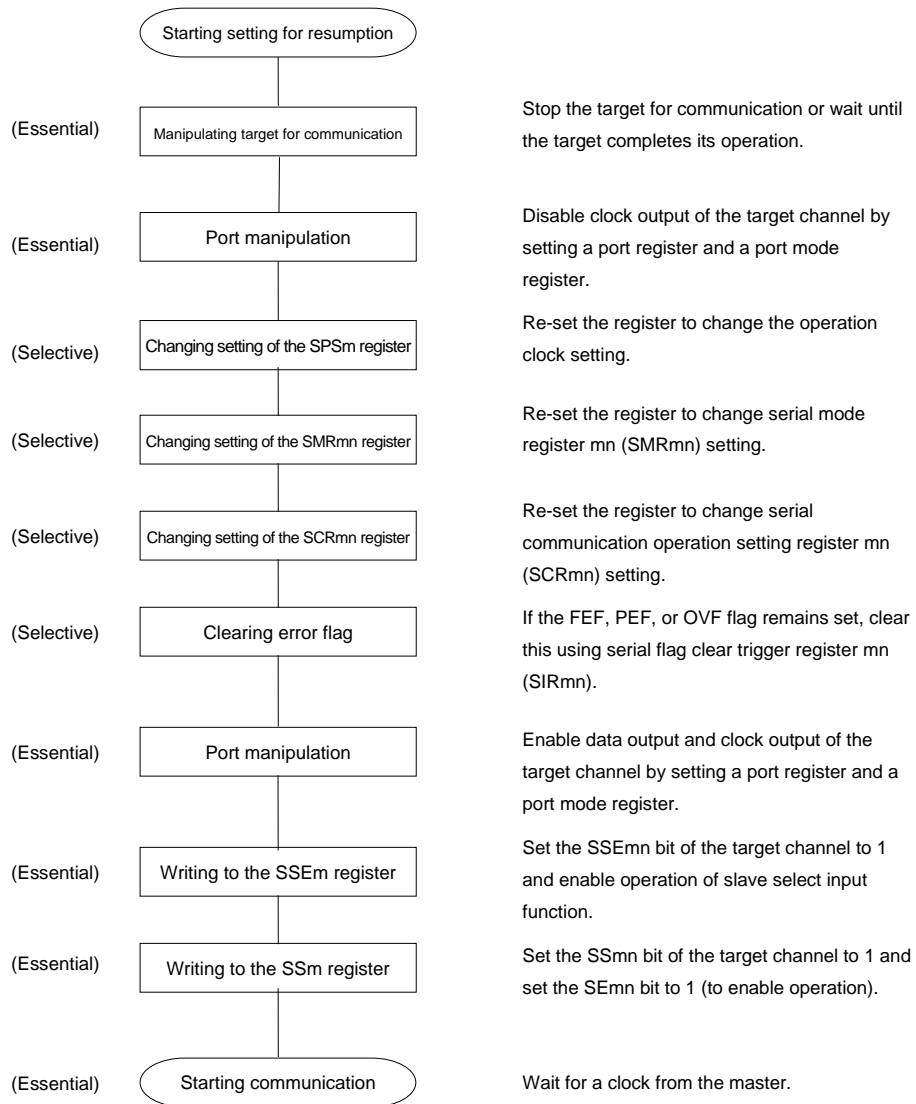 Starting setting for resumption
(Essential)
Manipulating target for communication
Stop the target for communication or wait until
the target completes its operation.
(Essential)
Port manipulation
Disable clock output of the target channel by
setting a port register and a port mode
register.
(Selective)
Changing setting of the SPSm register
Re-set the register to change the operation
clock setting.
(Selective)
Changing setting of the SMRmn register
Re-set the register to change serial mode
register mn (SMRmn) setting.
(Selective)
Changing setting of the SCRmn register
Re-set the register to change serial
communication operation setting register mn
(SCRmn) setting.
(Selective)
Clearing error flag
If the FEF, PEF, or OVF flag remains set, clear
this using serial flag clear trigger register mn
(SIRmn).
(Essential)
Port manipulation
Enable data output and clock output of the
target channel by setting a port register and a
port mode register.
(Essential)
Writing to the SSEm register
Set the SSEmn bit of the target channel to 1
and enable operation of slave select input
function.
(Essential)
Writing to the SSm register
Set the SSmn bit of the target channel to 1 and
set the SEmn bit to 1 (to enable operation).
(Essential)
Starting communication
Wait for a clock from the master.